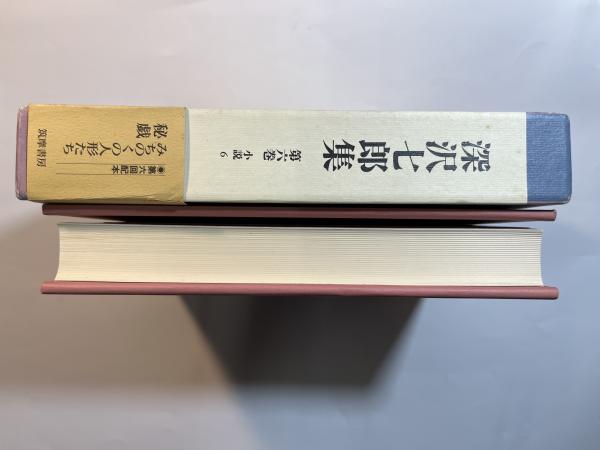 深沢七郎集
第六巻 小説 6
●第六回配本
みちのくの人形たち
秘戯
筑摩書房